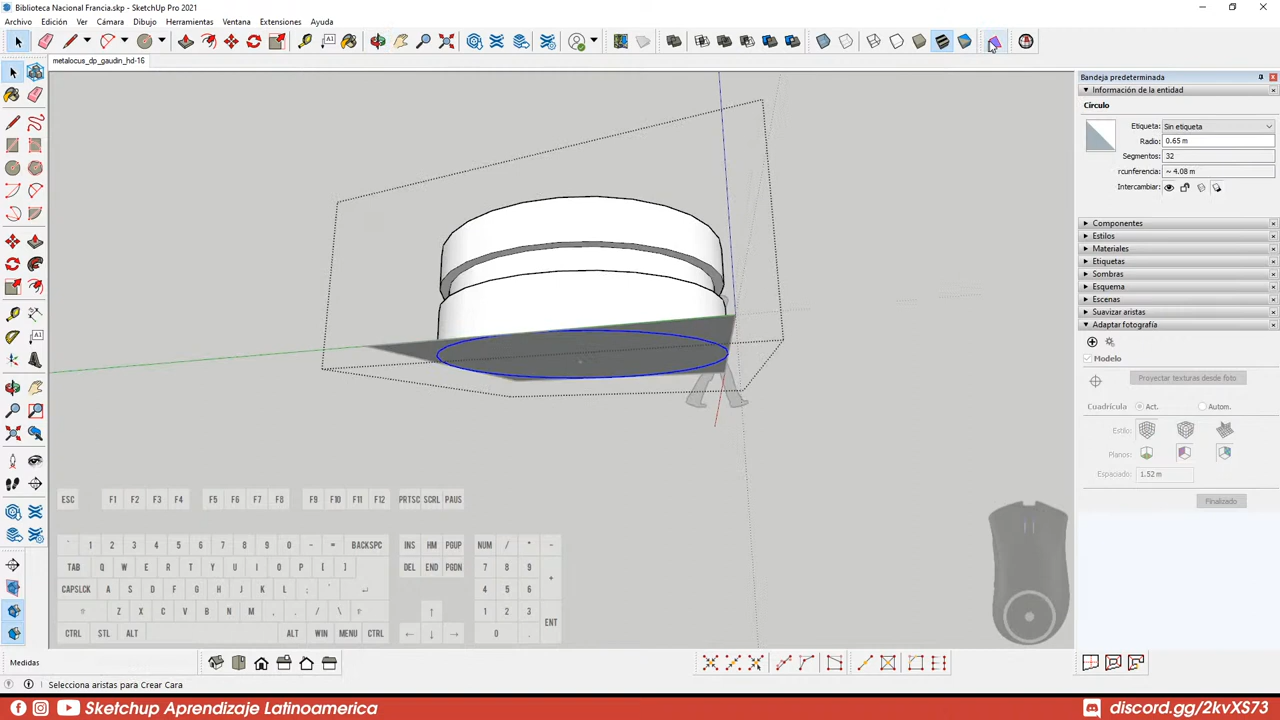 Biblioteca Nacional Francia.skp - SketchUp Pro 2021
Archivo Edición Ver Cámara Dibujo Herramientas Ventana Extensiones Ayuda
metalocus_dp_gaudin_hd-16
Bandeja predeterminada
Información de la entidad
Círculo
Etiqueta: Sin etiqueta
Radio: 0.65 m
Segmentos: 32
rcunferencia: ~ 4.08 m
Intercambiar:
Componentes
Estilos
Materiales
Etiquetas
Sombras
Esquema
Escenas
Suavizar aristas
Adaptar fotografía
Modelo
Proyectar texturas desde foto
Cuadrícula Act. Autom.
Estilo:
Planos:
Espaciado: 1.52 m
Finalizado
ESC F1 F2 F3 F4 F5 F6 F7 F8 F9 F10 F11 F12 PRTSC SCRL PAUS
` 1 2 3 4 5 6 7 8 9 0 - = BACKSPC INS HM PGUP NUM / * -
TAB Q W E R T Y U I O P [ ] DEL END PGDN 7 8 9 +
CAPSLCK A S D F G H J K L ; ' ↵ 4 5 6
⇧ Z X C V B N M , . / \ ⇧ ↑ 1 2 3 ENT
CTRL STL ALT ALT WIN MENU CTRL ← ↓ → 0 .
Medidas
Selecciona aristas para Crear Cara
Sketchup Aprendizaje Latinoamerica
discord.gg/2kvXS73